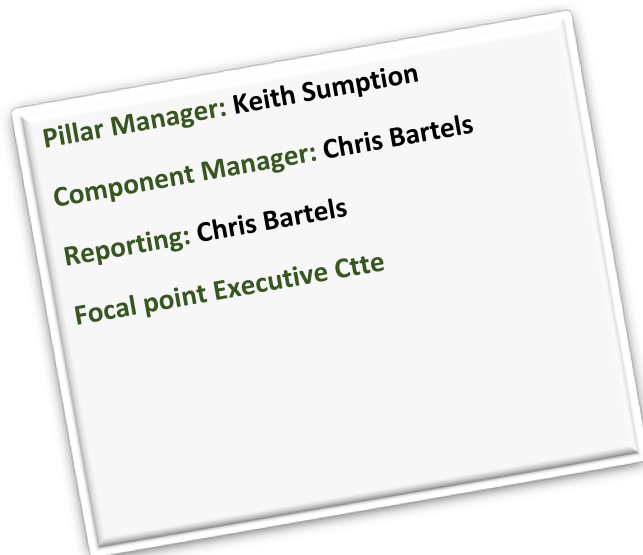 Pillar Manager: Keith Sumption
Component Manager: Chris Bartels
Reporting: Chris Bartels
Focal point Executive Ctte